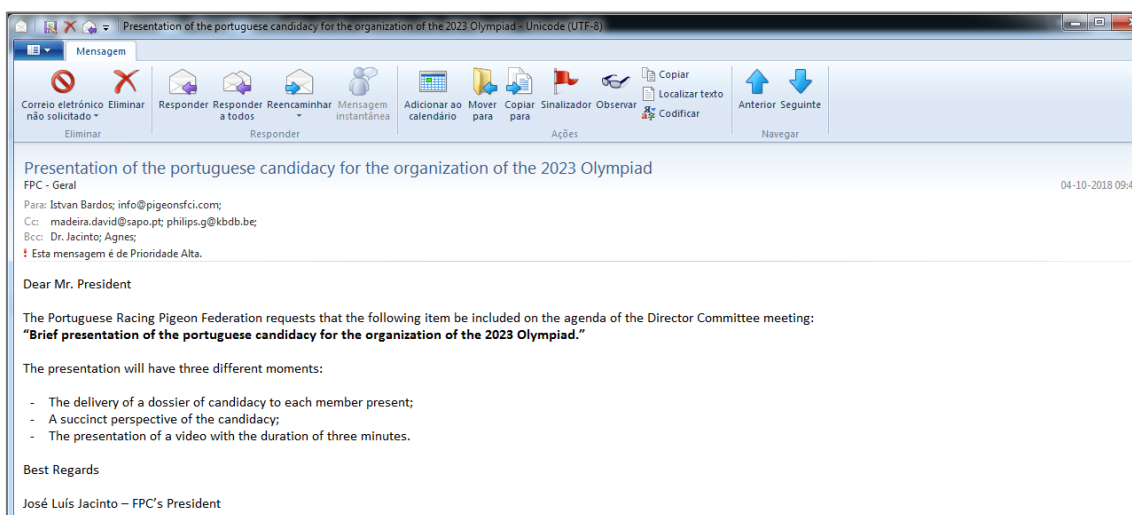 Presentation of the portuguese candidacy for the organization of the 2023 Olympiad - Unicode (UTF-8)
Mensagem
Correio eletrónico não solicitado
Eliminar
Responder
Responder a todos
Reencaminhar
Mensagem instantânea
Adicionar ao calendário
Mover para
Copiar para
Sinalizador
Observar
Copiar
Localizar texto
Codificar
Anterior
Seguinte
Eliminar
Responder
Ações
Navegar
Presentation of the portuguese candidacy for the organization of the 2023 Olympiad
FPC - Geral
04-10-2018
Para: Istvan Bardos; info@pigeonsfci.com;
Cc: madeira.david@sapo.pt; philips.g@kbdb.be;
Bcc: Dr. Jacinto; Agnes;
! Esta mensagem é de Prioridade Alta.
Dear Mr. President
The Portuguese Racing Pigeon Federation requests that the following item be included on the agenda of the Director Committee meeting:
“Brief presentation of the portuguese candidacy for the organization of the 2023 Olympiad.”
The presentation will have three different moments:
- The delivery of a dossier of candidacy to each member present;
- A succinct perspective of the candidacy;
- The presentation of a video with the duration of three minutes.
Best Regards
José Luís Jacinto – FPC’s President